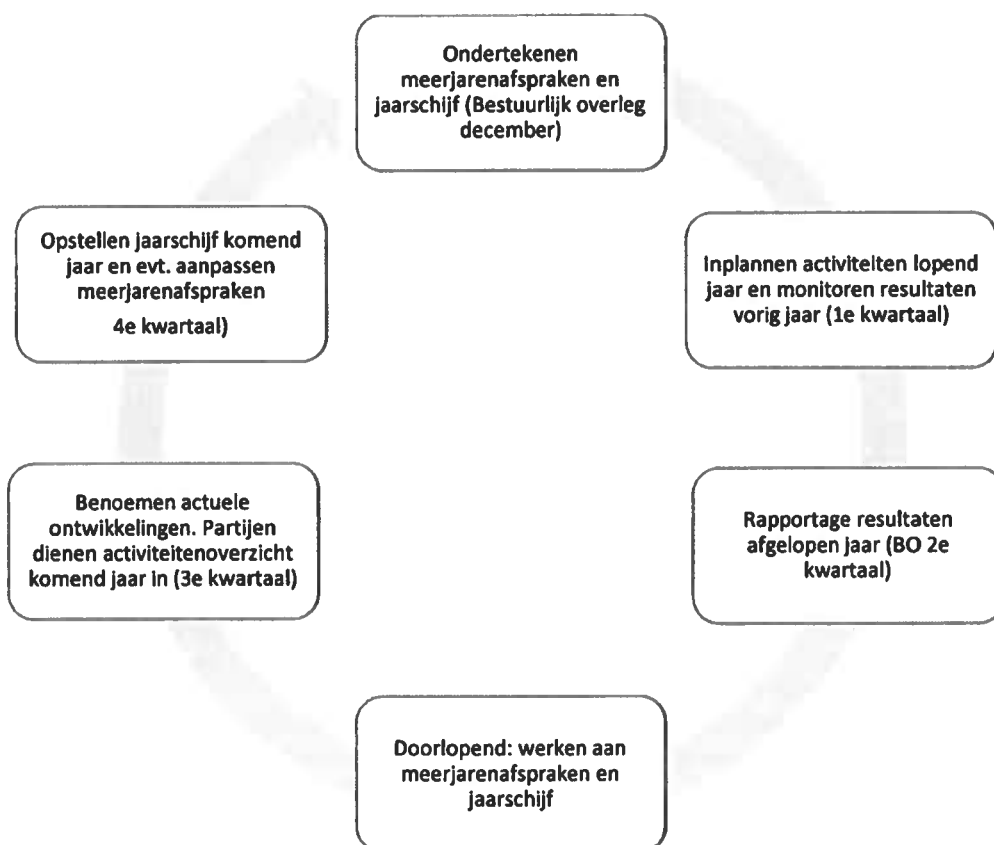 Ondertekenen
meerjarenafspraken en
jaarschijf (Bestuurlijk overleg
december)
Inplannen activiteiten lopend
jaar en monitoren resultaten
vorig jaar (1e kwartaal)
Rapportage resultaten
afgelopen jaar (BO 2e
kwartaal)
Doorlopend: werken aan
meerjarenafspraken en
jaarschijf
Benoemen actuele
ontwikkelingen. Partijen
dienen activiteitenoverzicht
komend jaar in (3e kwartaal)
Opstellen jaarschijf komend
jaar en evt. aanpassen
meerjarenafspraken
4e kwartaal)